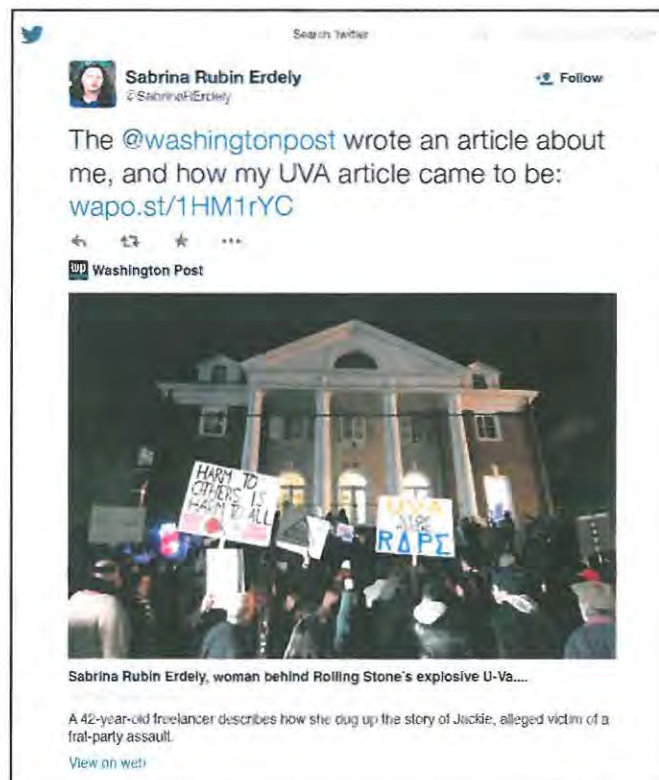 Search Twitter
Sabrina Rubin Erdely
@SabrinaRErdely
Follow
The @washingtonpost wrote an article about
me, and how my UVA article came to be:
wapo.st/1HM1rYC
wp Washington Post
HARM TO
OTHERS IS
HARM TO ALL
UVA
RΔPΣ
Sabrina Rubin Erdely, woman behind Rolling Stone's explosive U-Va....
A 42-year-old freelancer describes how she dug up the story of Jackie, alleged victim of a
frat-party assault.
View on web